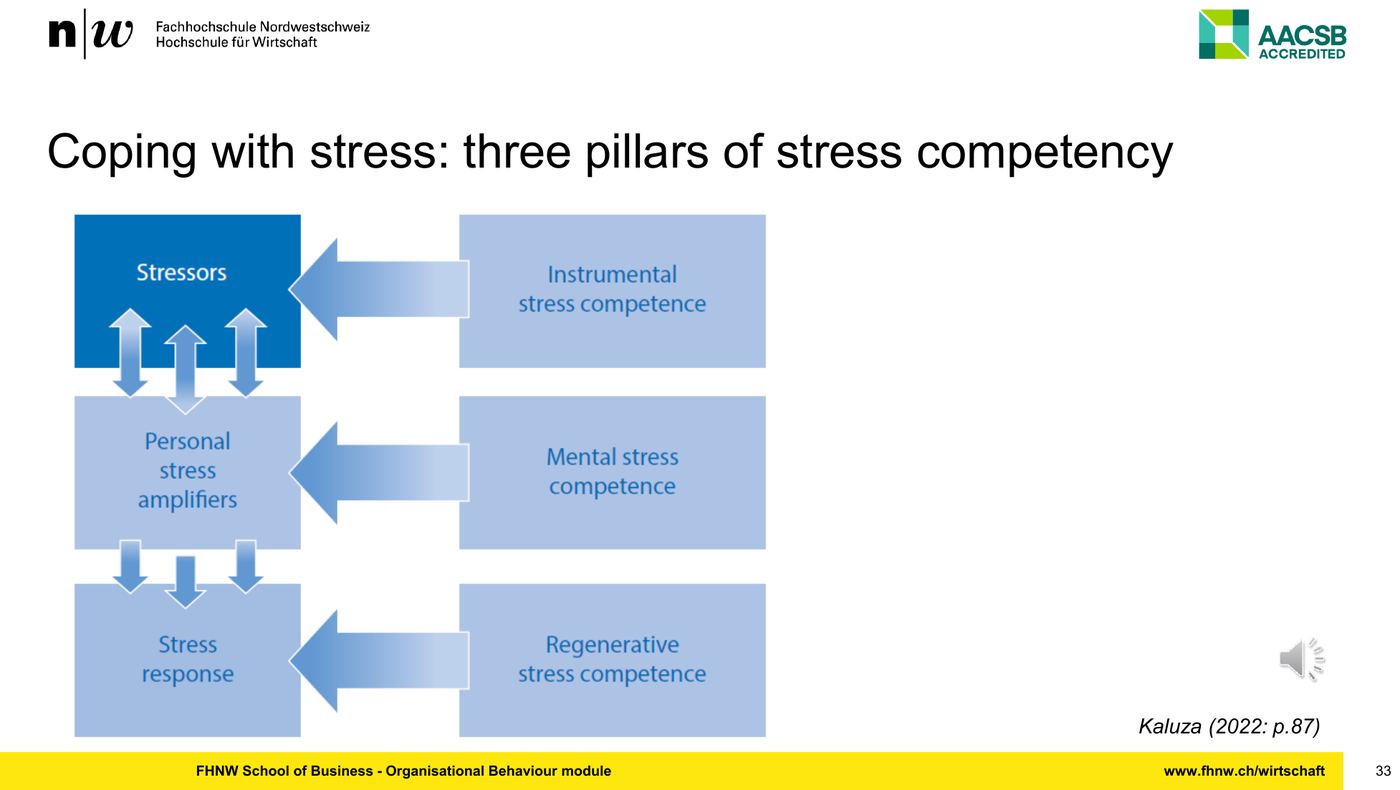 n|w
Fachhochschule Nordwestschweiz
Hochschule für Wirtschaft
AACSB
ACCREDITED
Coping with stress: three pillars of stress competency
Stressors
Instrumental
stress competence
Personal
stress
amplifiers
Mental stress
competence
Stress
response
Regenerative
stress competence
Kaluza (2022: p.87)
FHNW School of Business - Organisational Behaviour module
www.fhnw.ch/wirtschaft
33